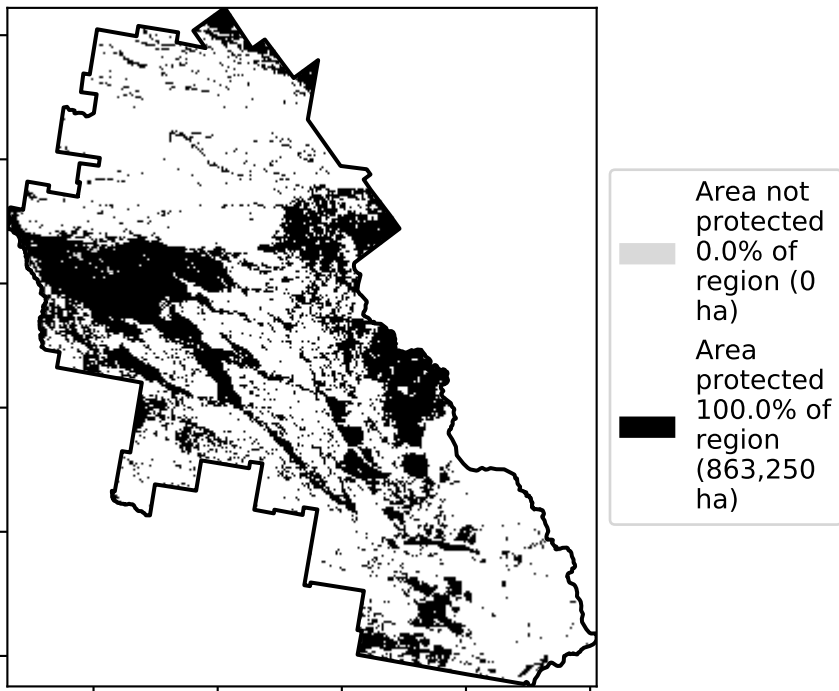 Area not
protected
0.0% of
region (0
ha)
Area
protected
100.0% of
region
(863,250
ha)